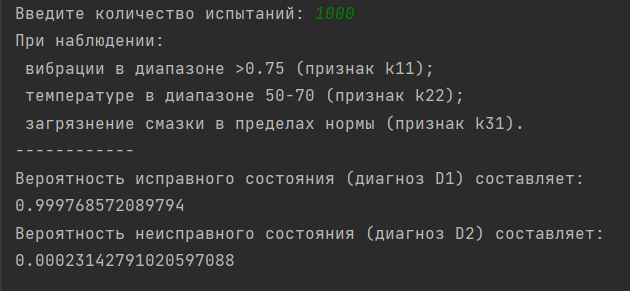 Введите количество испытаний: 1000
При наблюдении:
вибрации в диапазоне >0.75 (признак k11);
температуре в диапазоне 50-70 (признак k22);
загрязнение смазки в пределах нормы (признак k31).
------------
Вероятность исправного состояния (диагноз D1) составляет:
0.999768572089794
Вероятность неисправного состояния (диагноз D2) составляет:
0.00023142791020597088